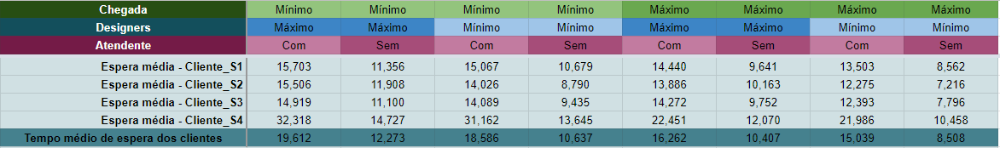 Chegada Mínimo Mínimo Mínimo Mínimo Máximo Máximo Máximo Máximo
Designers Máximo Máximo Mínimo Mínimo Máximo Máximo Mínimo Mínimo
Atendente Com Sem Com Sem Com Sem Com Sem
Espera média - Cliente_S1 15,703 11,356 15,067 10,679 14,440 9,641 13,503 8,562
Espera média - Cliente_S2 15,506 11,908 14,026 8,790 13,886 10,163 12,275 7,216
Espera média - Cliente_S3 14,919 11,100 14,089 9,435 14,272 9,752 12,393 7,796
Espera média - Cliente_S4 32,318 14,727 31,162 13,645 22,451 12,070 21,986 10,458
Tempo médio de espera dos clientes 19,612 12,273 18,586 10,637 16,262 10,407 15,039 8,508